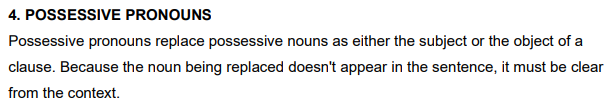 4. POSSESSIVE PRONOUNS
Possessive pronouns replace possessive nouns as either the subject or the object of a
clause. Because the noun being replaced doesn't appear in the sentence, it must be clear
from the context.